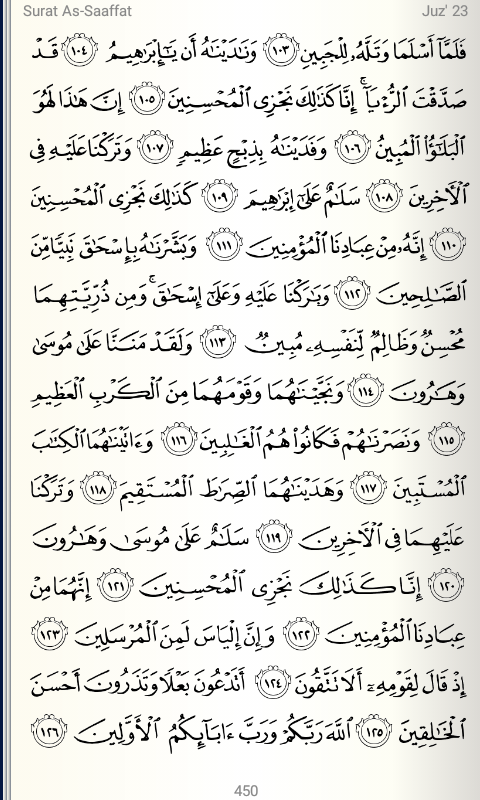 Surat As-Saaffat Juz' 23
فَلَمَّآ أَسْلَمَا وَتَلَّهُۥ لِلْجَبِينِ ١٠٣ وَنَٰدَيْنَٰهُ أَن يَٰٓإِبْرَٰهِيمُ ١٠٤ قَدْ
صَدَّقْتَ ٱلرُّءْيَآ ۚ إِنَّا كَذَٰلِكَ نَجْزِى ٱلْمُحْسِنِينَ ١٠٥ إِنَّ هَٰذَا لَهُوَ
ٱلْبَلَٰٓؤُا۟ ٱلْمُبِينُ ١٠٦ وَفَدَيْنَٰهُ بِذِبْحٍ عَظِيمٍ ١٠٧ وَتَرَكْنَا عَلَيْهِ فِى
ٱلْءَاخِرِينَ ١٠٨ سَلَٰمٌ عَلَىٰٓ إِبْرَٰهِيمَ ١٠٩ كَذَٰلِكَ نَجْزِى ٱلْمُحْسِنِينَ
١١٠ إِنَّهُۥ مِنْ عِبَادِنَا ٱلْمُؤْمِنِينَ ١١١ وَبَشَّرْنَٰهُ بِإِسْحَٰقَ نَبِيًّا مِّنَ
ٱلصَّٰلِحِينَ ١١٢ وَبَٰرَكْنَا عَلَيْهِ وَعَلَىٰٓ إِسْحَٰقَ ۚ وَمِن ذُرِّيَّتِهِمَا
مُحْسِنٌ وَظَالِمٌ لِّنَفْسِهِۦ مُبِينٌ ١١٣ وَلَقَدْ مَنَنَّا عَلَىٰ مُوسَىٰ
وَهَٰرُونَ ١١٤ وَنَجَّيْنَٰهُمَا وَقَوْمَهُمَا مِنَ ٱلْكَرْبِ ٱلْعَظِيمِ
١١٥ وَنَصَرْنَٰهُمْ فَكَانُوا۟ هُمُ ٱلْغَٰلِبِينَ ١١٦ وَءَاتَيْنَٰهُمَا ٱلْكِتَٰبَ
ٱلْمُسْتَبِينَ ١١٧ وَهَدَيْنَٰهُمَا ٱلصِّرَٰطَ ٱلْمُسْتَقِيمَ ١١٨ وَتَرَكْنَا
عَلَيْهِمَا فِى ٱلْءَاخِرِينَ ١١٩ سَلَٰمٌ عَلَىٰ مُوسَىٰ وَهَٰرُونَ
١٢٠ إِنَّا كَذَٰلِكَ نَجْزِى ٱلْمُحْسِنِينَ ١٢١ إِنَّهُمَا مِنْ
عِبَادِنَا ٱلْمُؤْمِنِينَ ١٢٢ وَإِنَّ إِلْيَاسَ لَمِنَ ٱلْمُرْسَلِينَ ١٢٣
إِذْ قَالَ لِقَوْمِهِۦٓ أَلَا تَتَّقُونَ ١٢٤ أَتَدْعُونَ بَعْلًا وَتَذَرُونَ أَحْسَنَ
ٱلْخَٰلِقِينَ ١٢٥ ٱللَّهَ رَبَّكُمْ وَرَبَّ ءَابَآئِكُمُ ٱلْأَوَّلِينَ ١٢٦
450